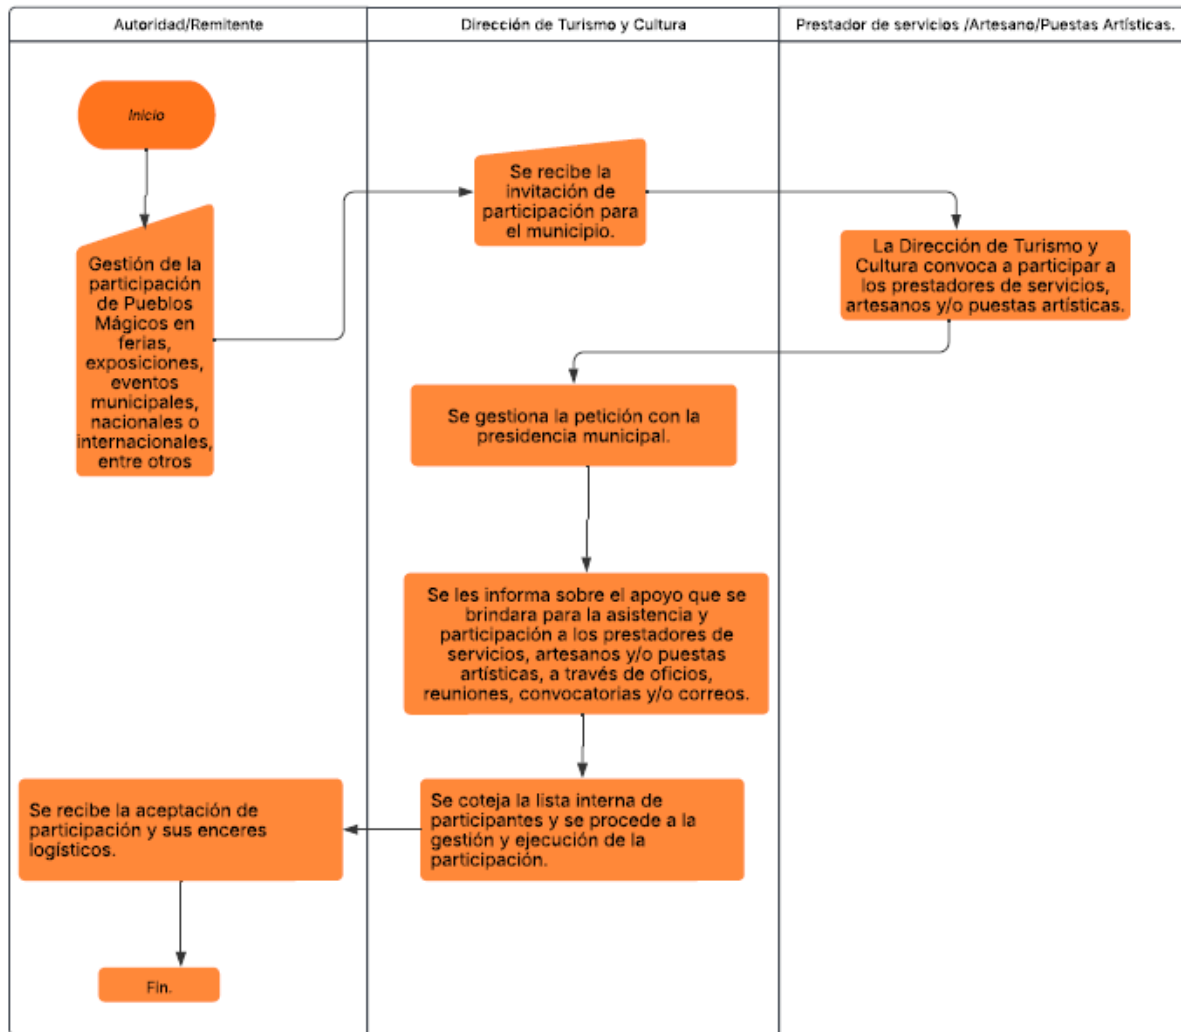 Autoridad/Remitente
Dirección de Turismo y Cultura
Prestador de servicios /Artesano/Puestas Artísticas.
Inicio
Gestión de la
participación
de Pueblos
Mágicos en
ferias,
exposiciones,
eventos
municipales,
nacionales o
internacionales,
entre otros
Se recibe la
invitación de
participación para
el municipio.
La Dirección de Turismo y
Cultura convoca a participar a
los prestadores de servicios,
artesanos y/o puestas artísticas.
Se gestiona la petición con la
presidencia municipal.
Se les informa sobre el apoyo que se
brindara para la asistencia y
participación a los prestadores de
servicios, artesanos y/o puestas
artísticas, a través de oficios,
reuniones, convocatorias y/o correos.
Se coteja la lista interna de
participantes y se procede a la
gestión y ejecución de la
participación.
Se recibe la aceptación de
participación y sus enceres
logísticos.
Fin.